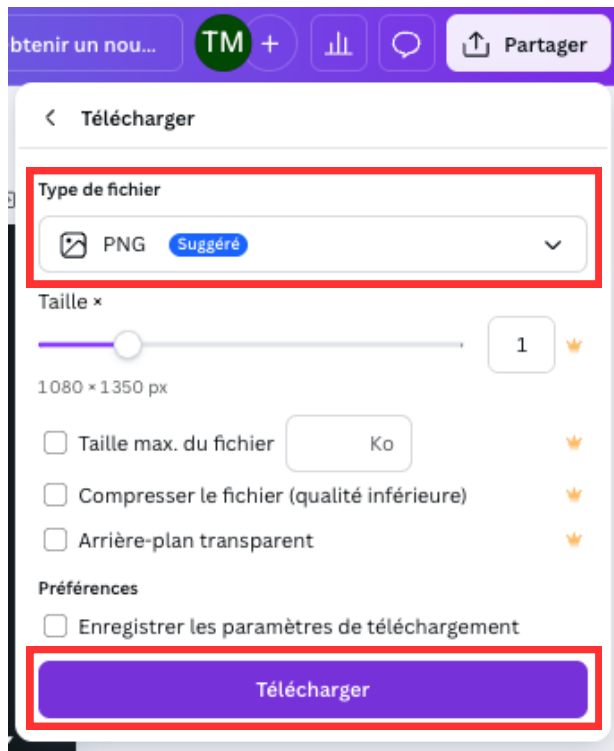 btenir un nou...
TM
+
Partager
Télécharger
Type de fichier
PNG Suggéré
Taille ×
1
1080 × 1350 px
Taille max. du fichier Ko
Compresser le fichier (qualité inférieure)
Arrière-plan transparent
Préférences
Enregistrer les paramètres de téléchargement
Télécharger